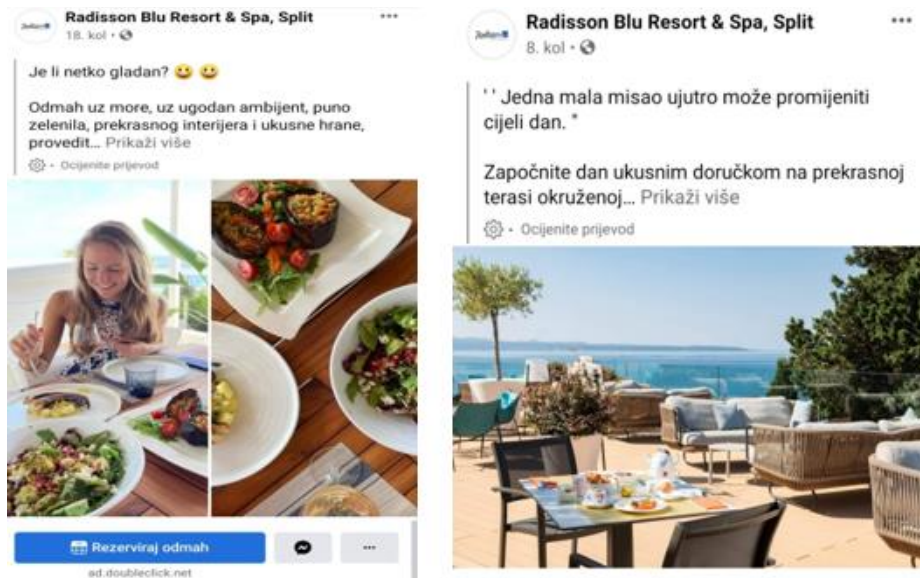 Radisson Blu Resort & Spa, Split
18. kol •
Je li netko gladan? 😀 😀
Odmah uz more, uz ugodan ambijent, puno
zelenila, prekrasnog interijera i ukusne hrane,
provedit... Prikaži više
• Ocijenite prijevod
Rezerviraj odmah
ad.doubleclick.net
Radisson Blu Resort & Spa, Split
8. kol •
' ' Jedna mala misao ujutro može promijeniti
cijeli dan. "
Započnite dan ukusnim doručkom na prekrasnoj
terasi okruženoj... Prikaži više
• Ocijenite prijevod